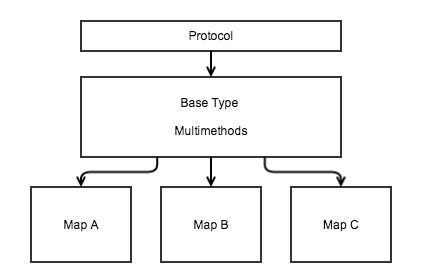 Protocol
Base Type
Multimethods
Map A
Map B
Map C